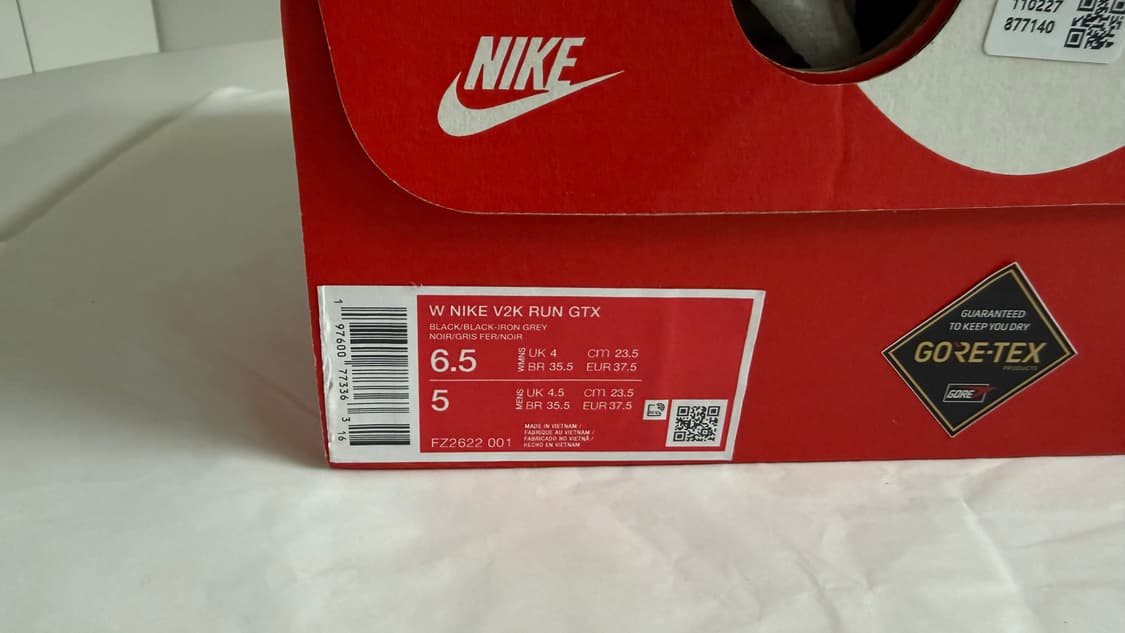 110227
877140
NIKE
W NIKE V2K RUN GTX
BLACK/BLACK-IRON GREY
NOIR/GRIS FER/NOIR
6.5 WMNS UK 4 cm 23.5
BR 35.5 EUR 37.5
5 MENS UK 4.5 cm 23.5
BR 35.5 EUR 37.5
FZ2622 001
MADE IN VIETNAM /
FABRIQUÉ AU VIETNAM /
FABRICADO NO VIETNÃ /
HECHO EN VIETNAM
1 97600 77336 3 16
GUARANTEED
TO KEEP YOU DRY
GORE-TEX
PRODUCTS
GORE